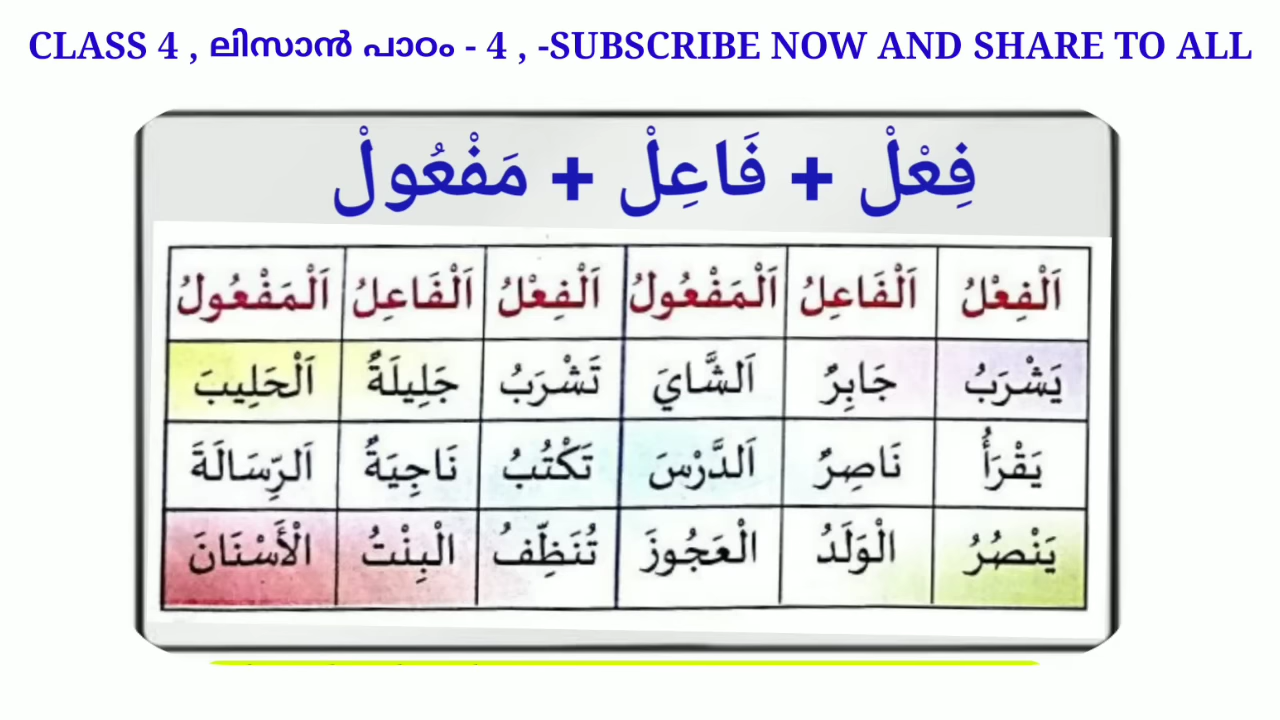 CLASS 4 , ലിസാൻ പാഠം - 4 , -SUBSCRIBE NOW AND SHARE TO ALL
فِعْلْ + فَاعِلْ + مَفْعُولْ
اَلْفِعْلُ اَلْفَاعِلُ اَلْمَفْعُولُ اَلْفِعْلُ اَلْفَاعِلُ اَلْمَفْعُولُ
يَشْرَبُ جَابِرٌ اَلشَّايَ تَشْرَبُ جَلِيلَةٌ اَلْحَلِيبَ
يَقْرَأُ نَاصِرٌ اَلدَّرْسَ تَكْتُبُ نَاجِيَةٌ اَلرِّسَالَةَ
يَنْصُرُ الْوَلَدُ الْعَجُوزَ تُنَظِّفُ الْبِنْتُ الْأَسْنَانَ